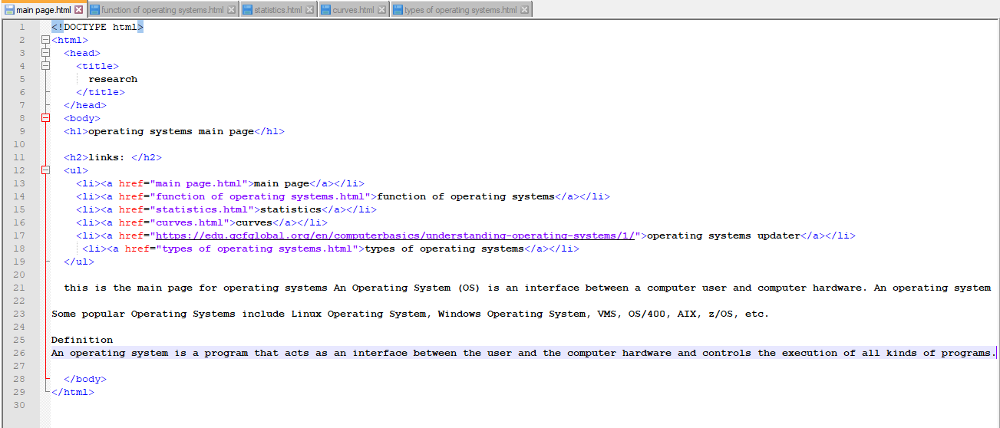 main page.html function of operating systems.html statistics.html curves.html types of operating systems.html
1 <!DOCTYPE html>
2 <html>
3 <head>
4 <title>
5 research
6 </title>
7 </head>
8 <body>
9 <h1>operating systems main page</h1>
10
11 <h2>links: </h2>
12 <ul>
13 <li><a href="main page.html">main page</a></li>
14 <li><a href="function of operating systems.html">function of operating systems</a></li>
15 <li><a href="statistics.html">statistics</a></li>
16 <li><a href="curves.html">curves</a></li>
17 <li><a href="https://edu.gcfglobal.org/en/computerbasics/understanding-operating-systems/1/">operating systems updater</a></li>
18 <li><a href="types of operating systems.html">types of operating systems</a></li>
19 </ul>
20
21 this is the main page for operating systems An Operating System (OS) is an interface between a computer user and computer hardware. An operating system
22
23 Some popular Operating Systems include Linux Operating System, Windows Operating System, VMS, OS/400, AIX, z/OS, etc.
24
25 Definition
26 An operating system is a program that acts as an interface between the user and the computer hardware and controls the execution of all kinds of programs.
27
28 </body>
29 </html>
30